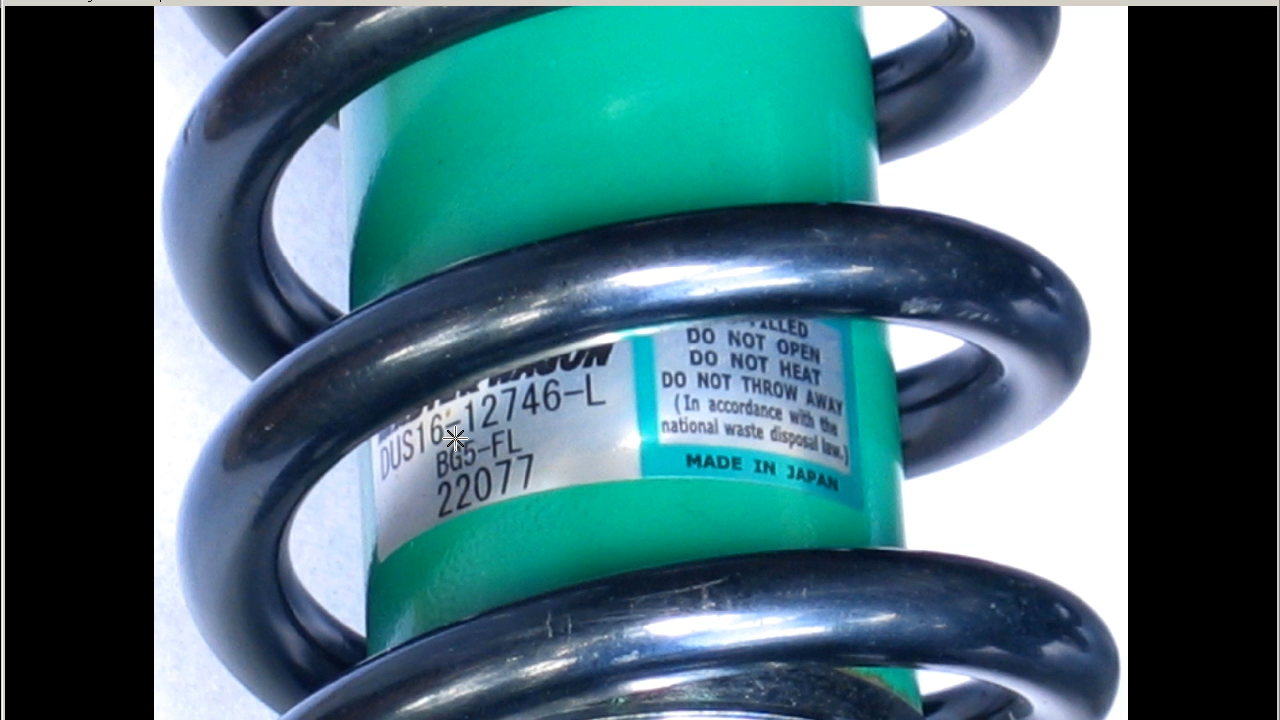 WAGON
DUS16-12746-L
BG5-FL
22077
DO NOT OPEN
DO NOT HEAT
DO NOT THROW AWAY
(In accordance with the
national waste disposal law.)
MADE IN JAPAN